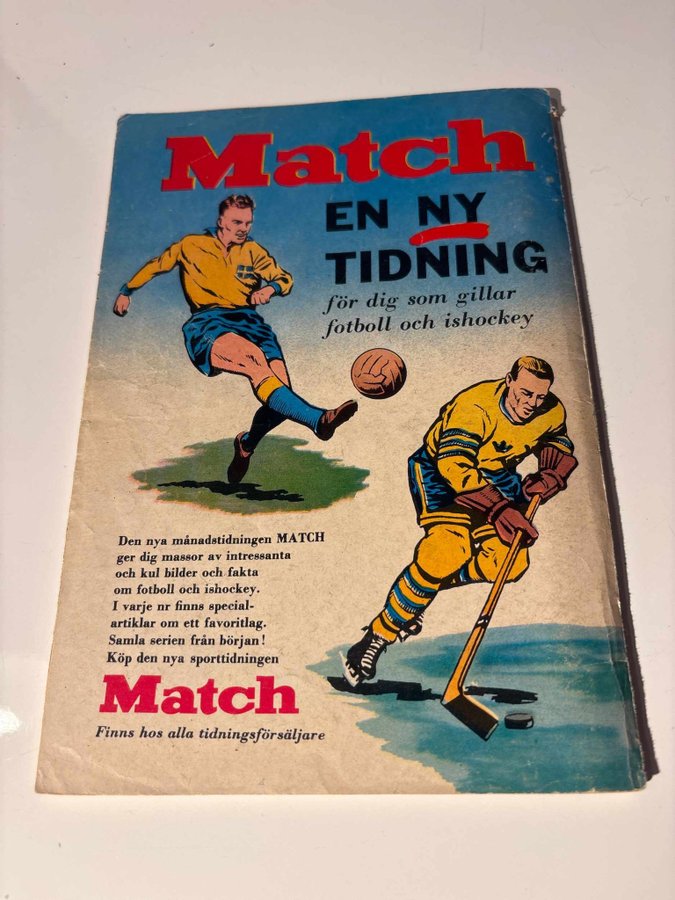 Match
EN NY
TIDNING
för dig som gillar
fotboll och ishockey
Den nya månadstidningen MATCH
ger dig massor av intressanta
och kul bilder och fakta
om fotboll och ishockey.
I varje nr finns special-
artiklar om ett favoritlag.
Samla serien från början!
Köp den nya sporttidningen
Match
Finns hos alla tidningsförsäljare